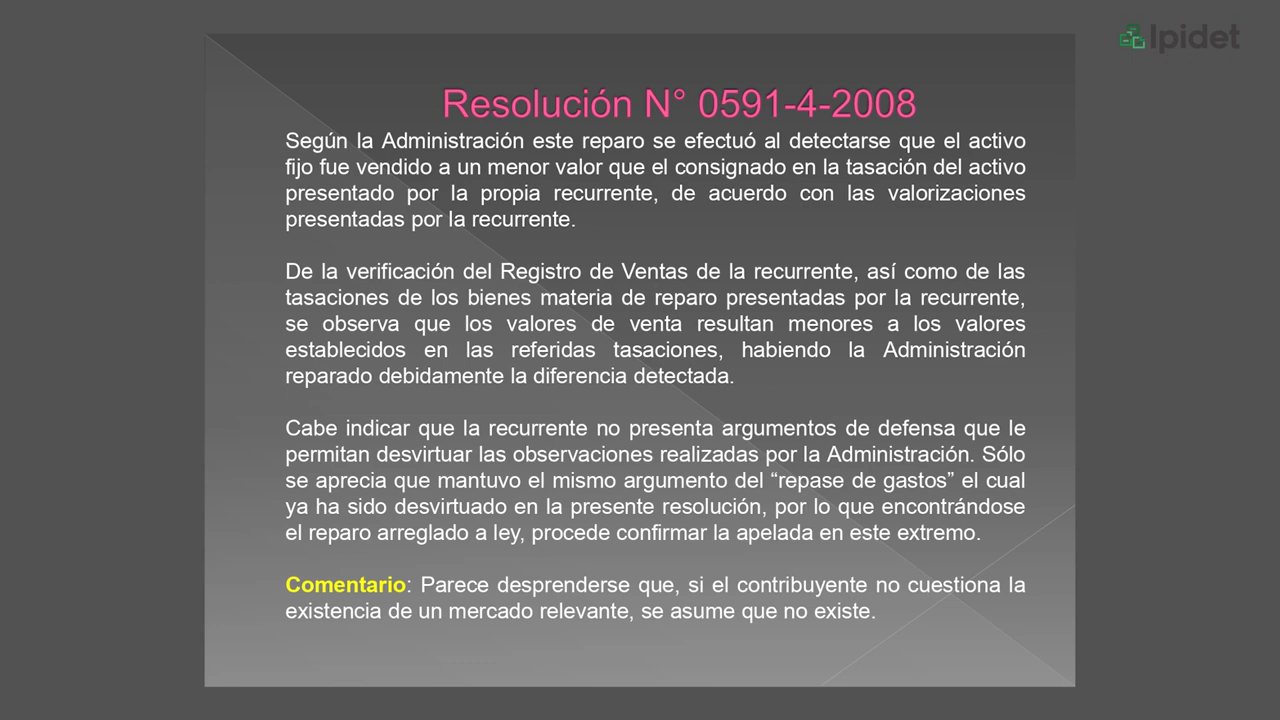 Ipidet
Resolución N° 0591-4-2008
Según la Administración este reparo se efectuó al detectarse que el activo
fijo fue vendido a un menor valor que el consignado en la tasación del activo
presentado por la propia recurrente, de acuerdo con las valorizaciones
presentadas por la recurrente.
De la verificación del Registro de Ventas de la recurrente, así como de las
tasaciones de los bienes materia de reparo presentadas por la recurrente,
se observa que los valores de venta resultan menores a los valores
establecidos en las referidas tasaciones, habiendo la Administración
reparado debidamente la diferencia detectada.
Cabe indicar que la recurrente no presenta argumentos de defensa que le
permitan desvirtuar las observaciones realizadas por la Administración. Sólo
se aprecia que mantuvo el mismo argumento del “repase de gastos” el cual
ya ha sido desvirtuado en la presente resolución, por lo que encontrándose
el reparo arreglado a ley, procede confirmar la apelada en este extremo.
Comentario: Parece desprenderse que, si el contribuyente no cuestiona la
existencia de un mercado relevante, se asume que no existe.